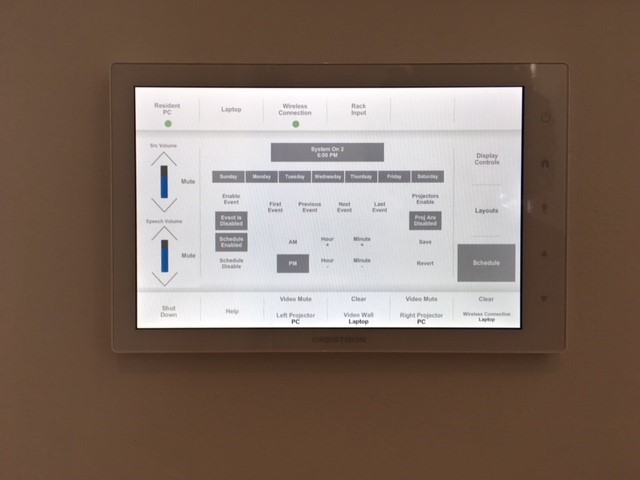 Resident
PC
Laptop
Wireless
Connection
Rack
Input
Src Volume
Mute
Speech Volume
Mute
System On 2
6:00 PM
Sunday Monday Tuesday Wednesday Thursday Friday Saturday
Enable
Event
First
Event
Previous
Event
Next
Event
Last
Event
Projectors
Enable
Event is
Disabled
Proj Are
Disabled
Schedule
Enabled
AM
Hour
+
Minute
+
Save
Schedule
Disable
PM
Hour
-
Minute
-
Revert
Display
Controls
Layouts
Schedule
Shut
Down
Help
Video Mute
Left Projector
PC
Clear
Video Wall
Laptop
Video Mute
Right Projector
PC
Clear
Wireless Connection
Laptop
CRESTRON